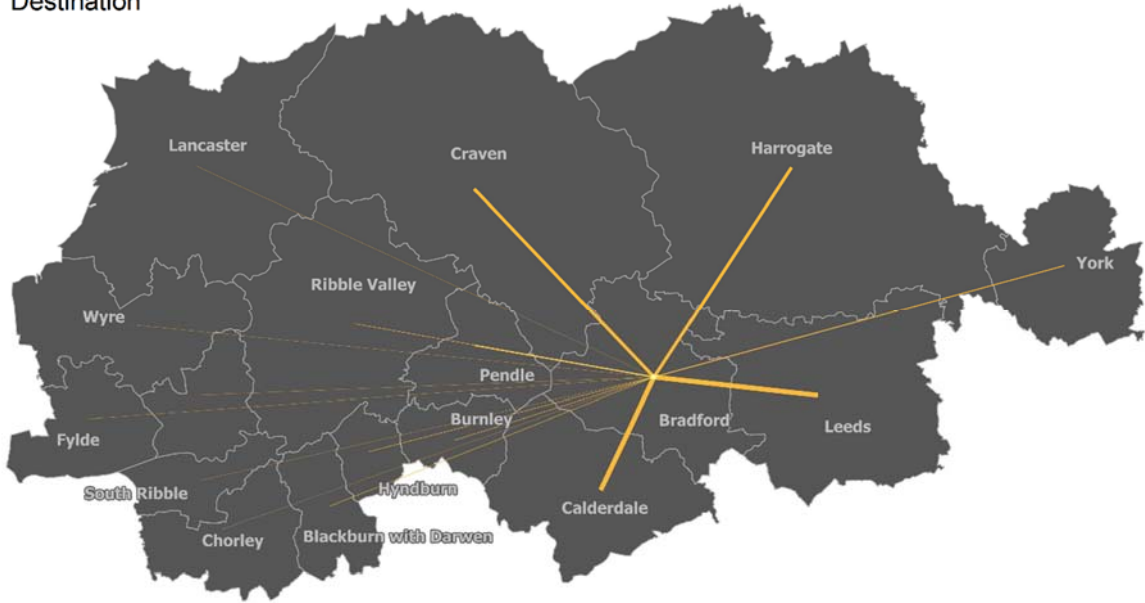 Destination
Lancaster
Craven
Harrogate
York
Ribble Valley
Wyre
Pendle
Burnley
Bradford
Leeds
Fylde
South Ribble
Hyndburn
Calderdale
Chorley
Blackburn with Darwen